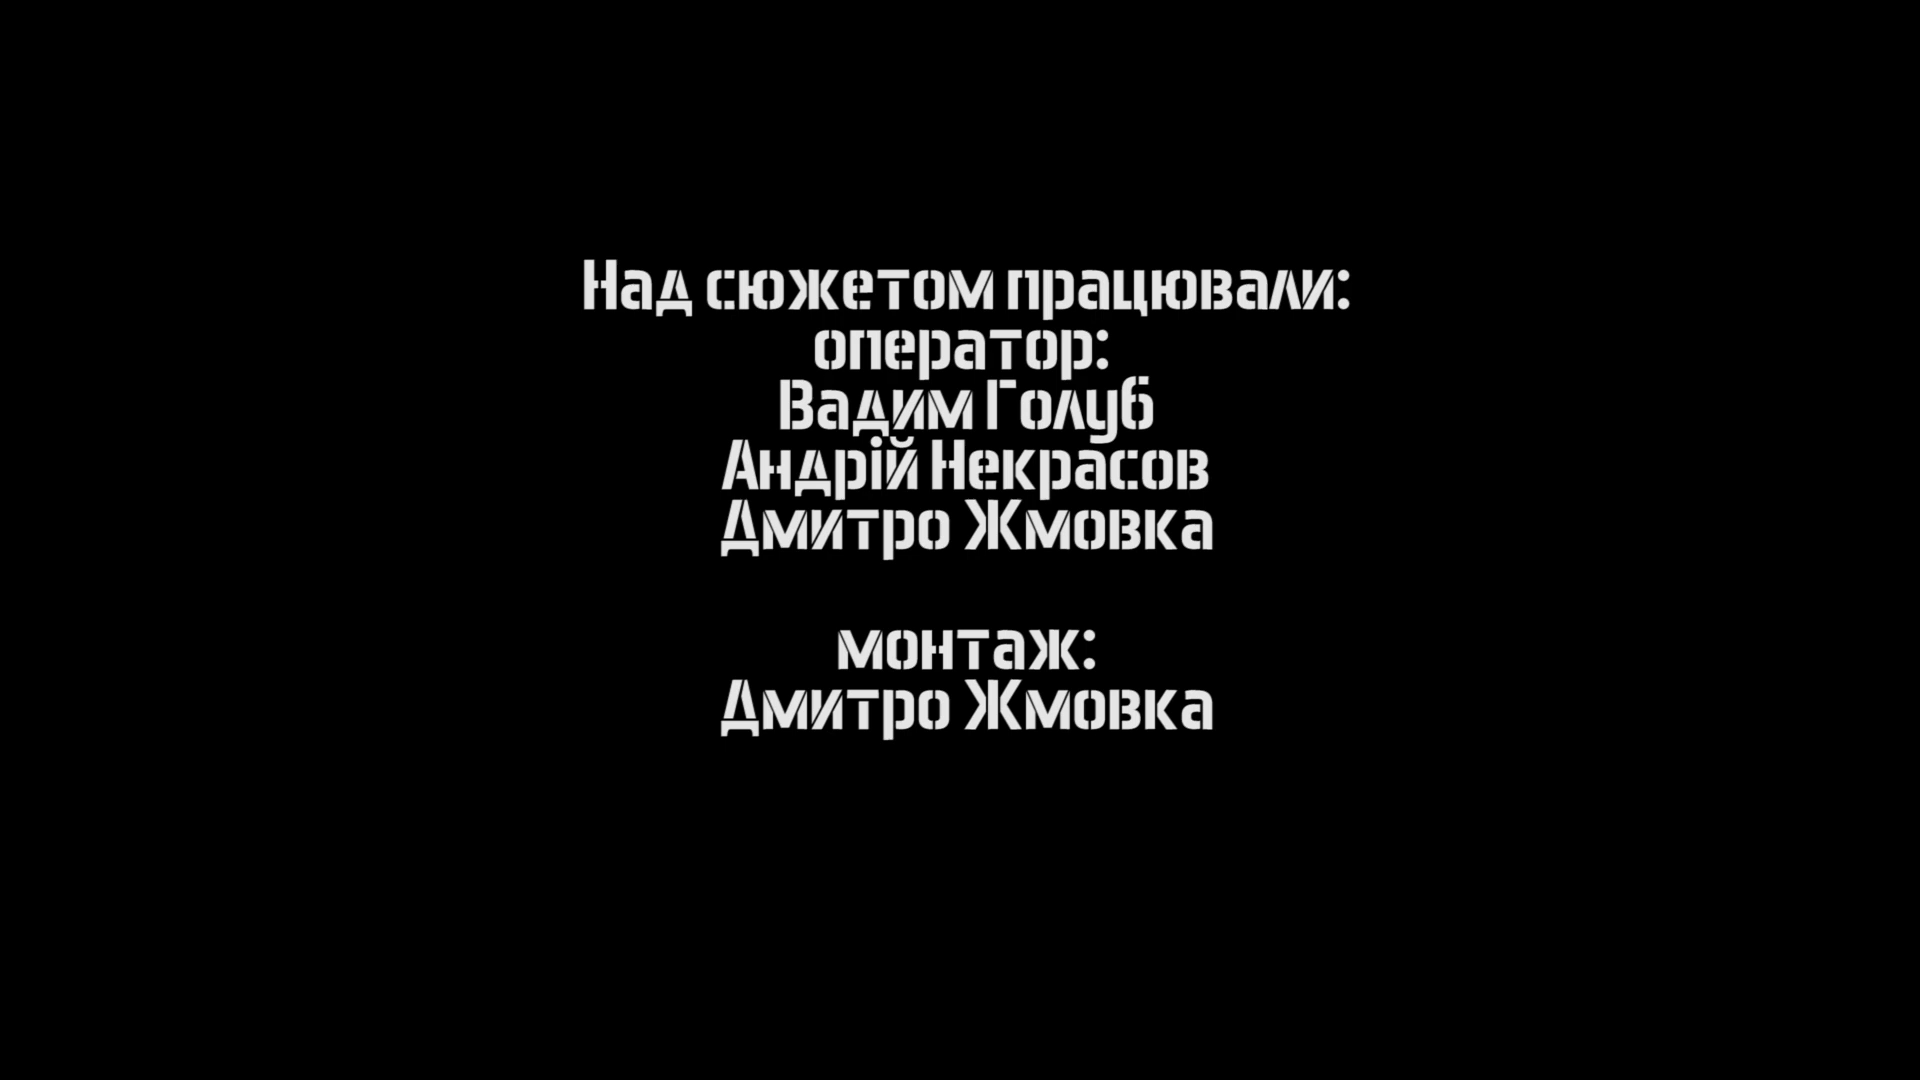 Над сюжетом працювали:
оператор:
Вадим Голуб
Андрій Некрасов
Дмитро Жмовка
монтаж:
Дмитро Жмовка